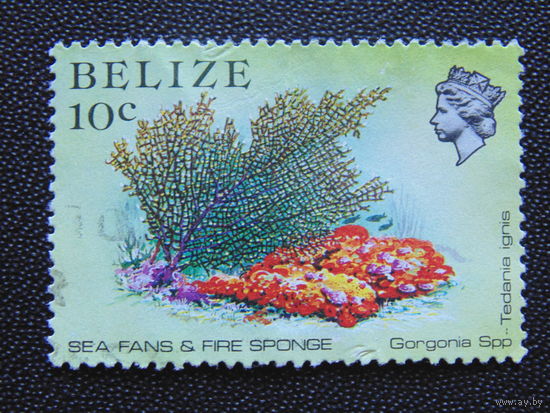 BELIZE
10c
SEA FANS & FIRE SPONGE
Gorgonia Spp -- Tedania ignis
www.ay.by